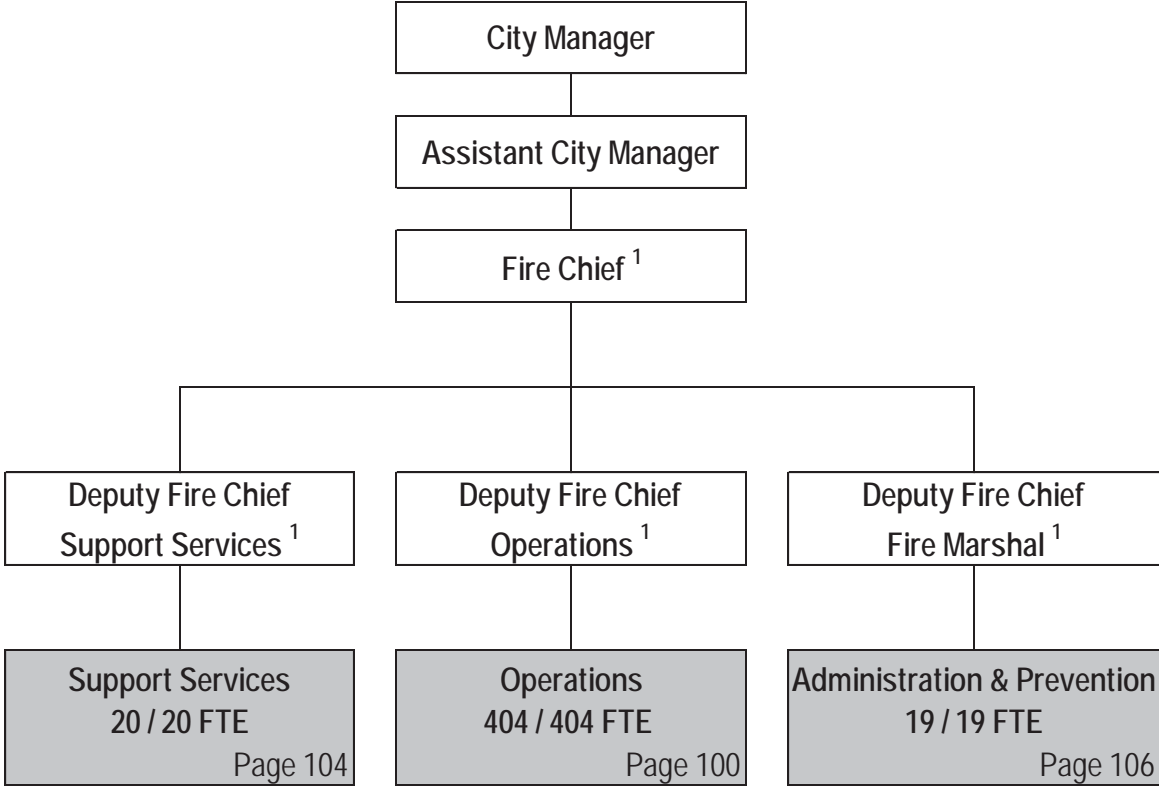 City Manager
Assistant City Manager
Fire Chief 1
Deputy Fire Chief
Support Services 1
Deputy Fire Chief
Operations 1
Deputy Fire Chief
Fire Marshal 1
Support Services
20 / 20 FTE
Page 104
Operations
404 / 404 FTE
Page 100
Administration & Prevention
19 / 19 FTE
Page 106